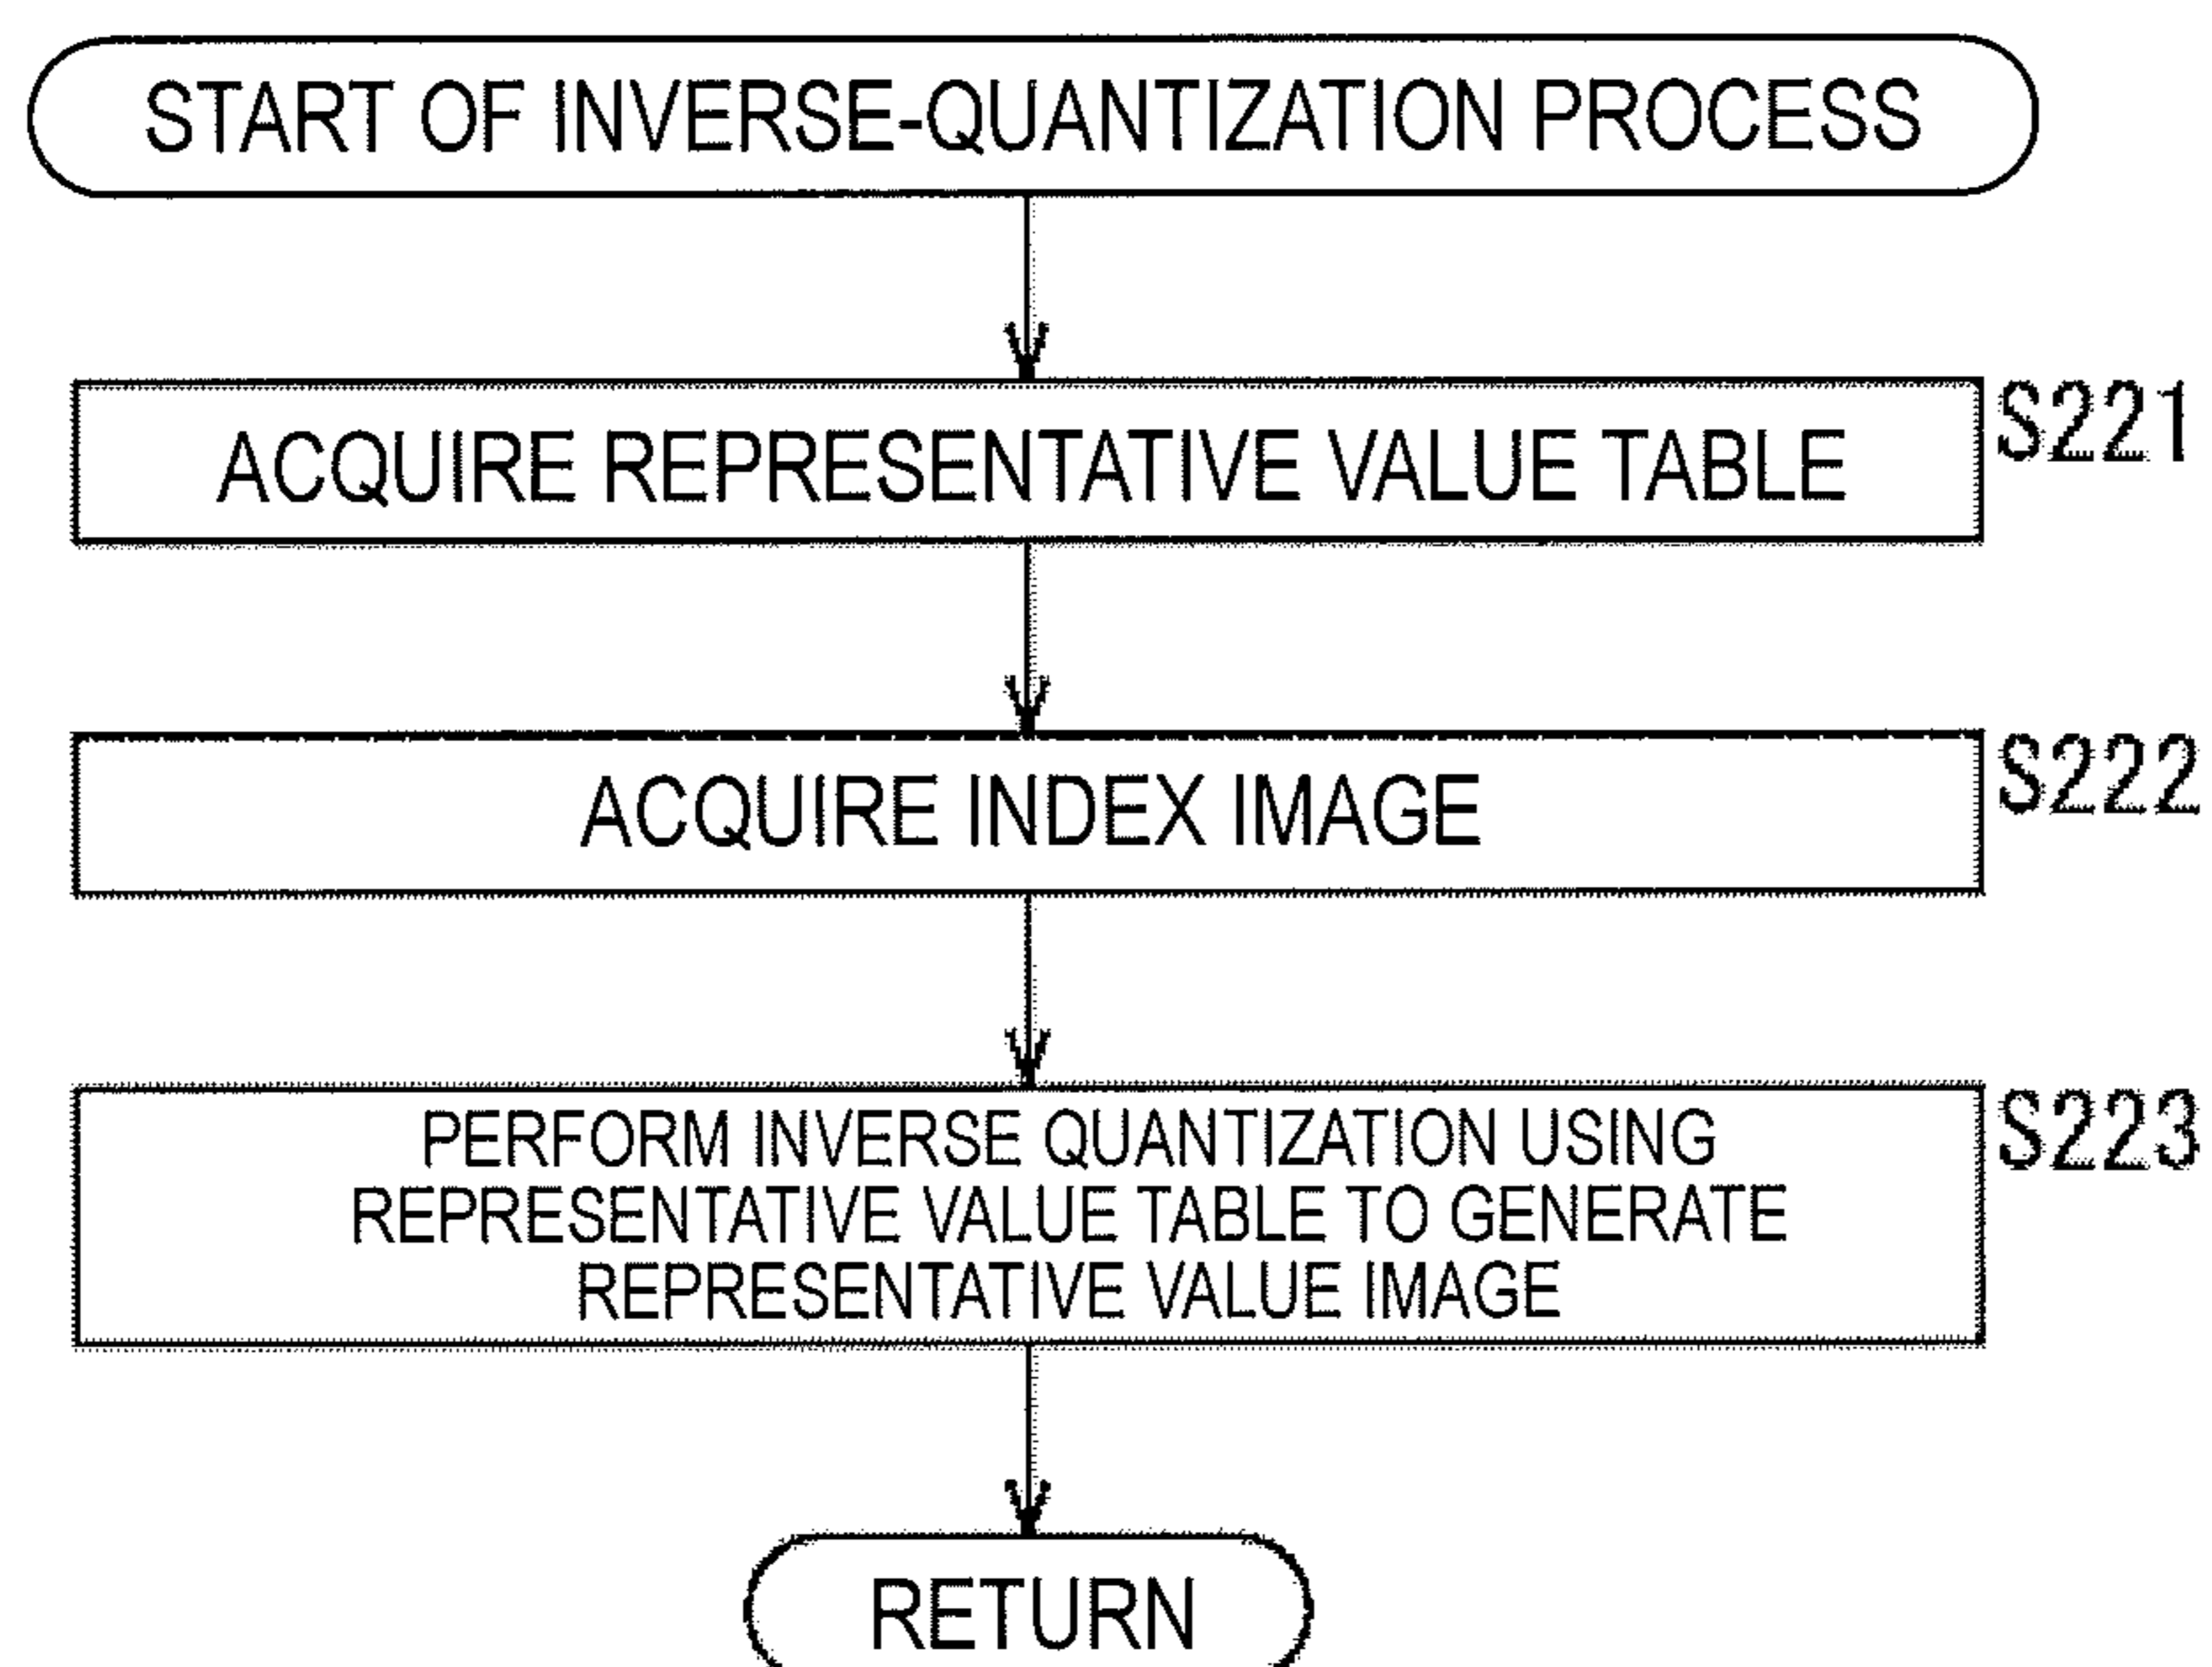 START OF INVERSE-QUANTIZATION PROCESS
ACQUIRE REPRESENTATIVE VALUE TABLE
S221
ACQUIRE INDEX IMAGE
S222
PERFORM INVERSE QUANTIZATION USING
REPRESENTATIVE VALUE TABLE TO GENERATE
REPRESENTATIVE VALUE IMAGE
S223
RETURN